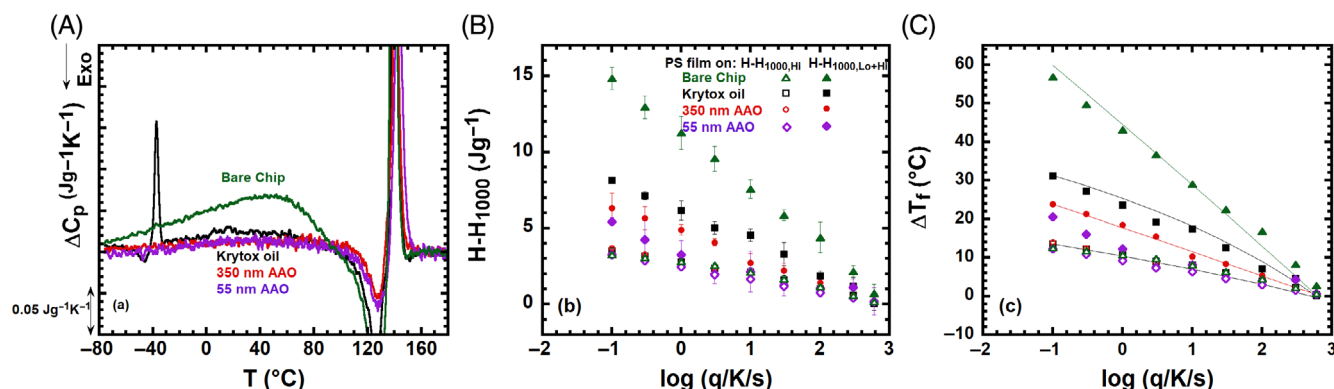 (A)
Exo
ΔCp (Jg–1K–1)
0.05 Jg–1K–1
Bare Chip
Krytox oil
350 nm AAO
55 nm AAO
(a)
−80 −40 0 40 80 120 160
T (°C)
(B)
H-H1000 (Jg–1)
15
10
5
0
PS film on: H-H1000,Hi H-H1000,Lo+Hi
Bare Chip
Krytox oil
350 nm AAO
55 nm AAO
(b)
−2 −1 0 1 2 3
log (q/K/s)
(C)
ΔTf (°C)
60
50
40
30
20
10
0
−10
(c)
−2 −1 0 1 2 3
log (q/K/s)